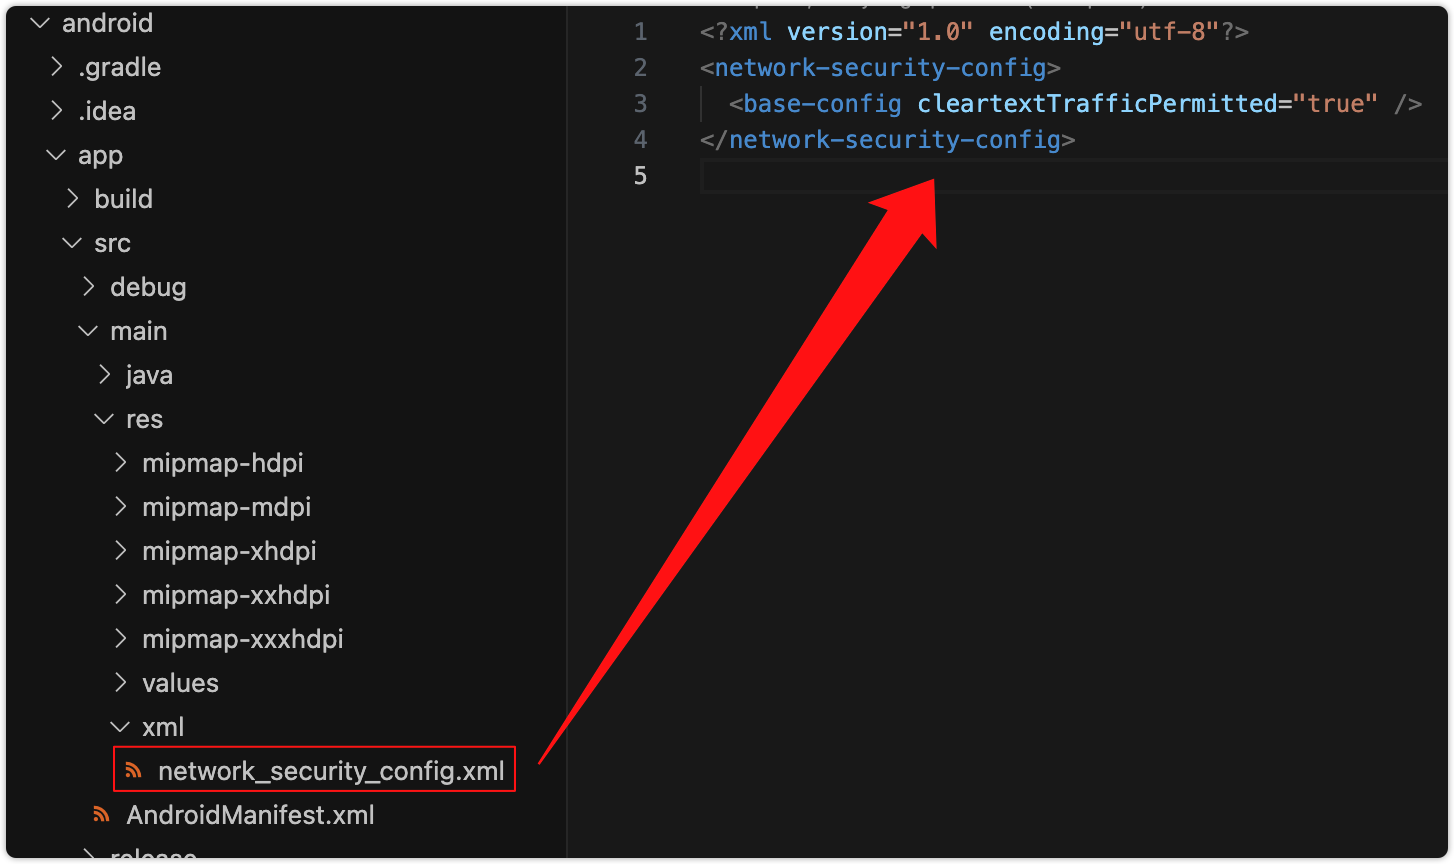 android
.gradle
.idea
app
build
src
debug
main
java
res
mipmap-hdpi
mipmap-mdpi
mipmap-xhdpi
mipmap-xxhdpi
mipmap-xxxhdpi
values
xml
network_security_config.xml
AndroidManifest.xml
release
1 <?xml version="1.0" encoding="utf-8"?>
2 <network-security-config>
3 <base-config cleartextTrafficPermitted="true" />
4 </network-security-config>
5